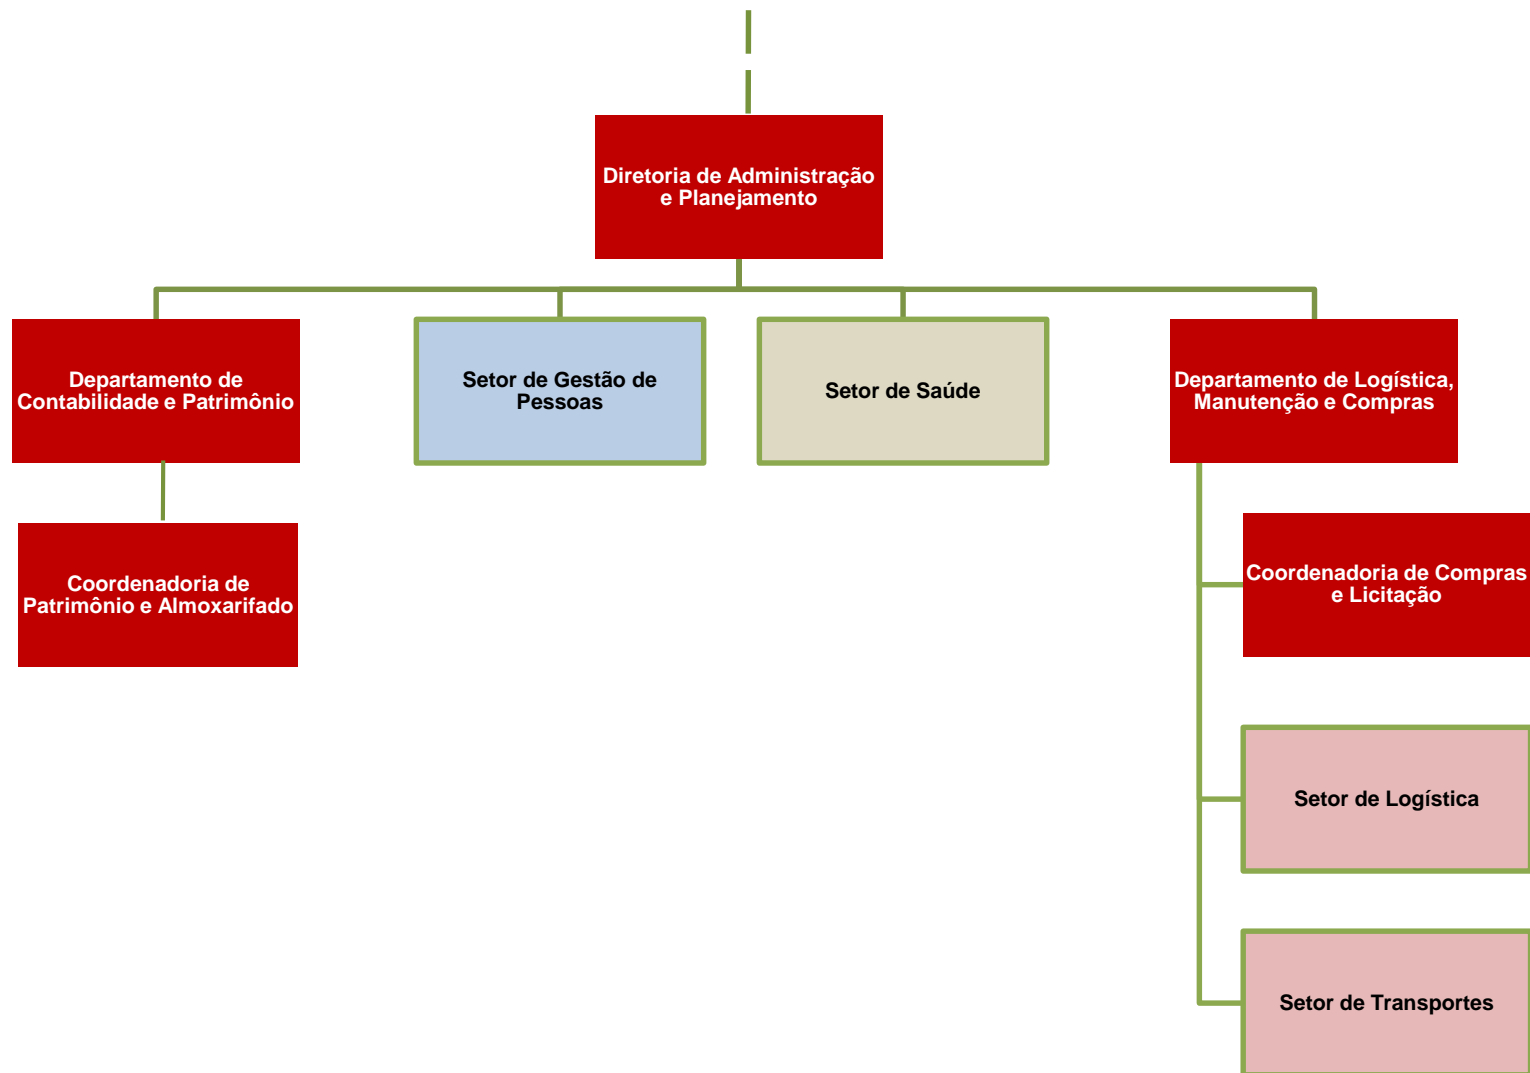 Diretoria de Administração
e Planejamento
Departamento de
Contabilidade e Patrimônio
Setor de Gestão de
Pessoas
Setor de Saúde
Departamento de Logística,
Manutenção e Compras
Coordenadoria de
Patrimônio e Almoxarifado
Coordenadoria de Compras
e Licitação
Setor de Logística
Setor de Transportes